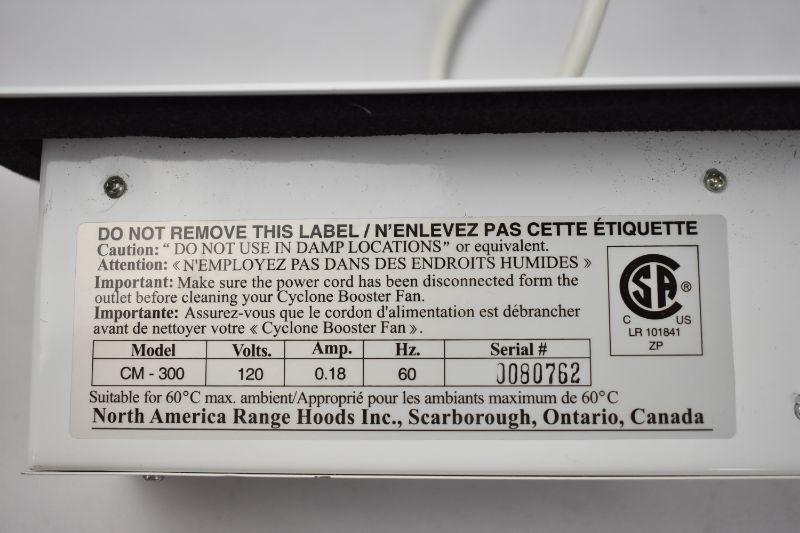 DO NOT REMOVE THIS LABEL / N'ENLEVEZ PAS CETTE ÉTIQUETTE
Caution: “ DO NOT USE IN DAMP LOCATIONS” or equivalent.
Attention: « N'EMPLOYEZ PAS DANS DES ENDROITS HUMIDES »
Important: Make sure the power cord has been disconnected form the
outlet before cleaning your Cyclone Booster Fan.
Importante: Assurez-vous que le cordon d'alimentation est débrancher
avant de nettoyer votre « Cyclone Booster Fan ».
CSA ®
C US
LR 101841
ZP
Model Volts. Amp. Hz. Serial #
CM - 300 120 0.18 60 0080762
Suitable for 60°C max. ambient/Approprié pour les ambiants maximum de 60°C
North America Range Hoods Inc., Scarborough, Ontario, Canada